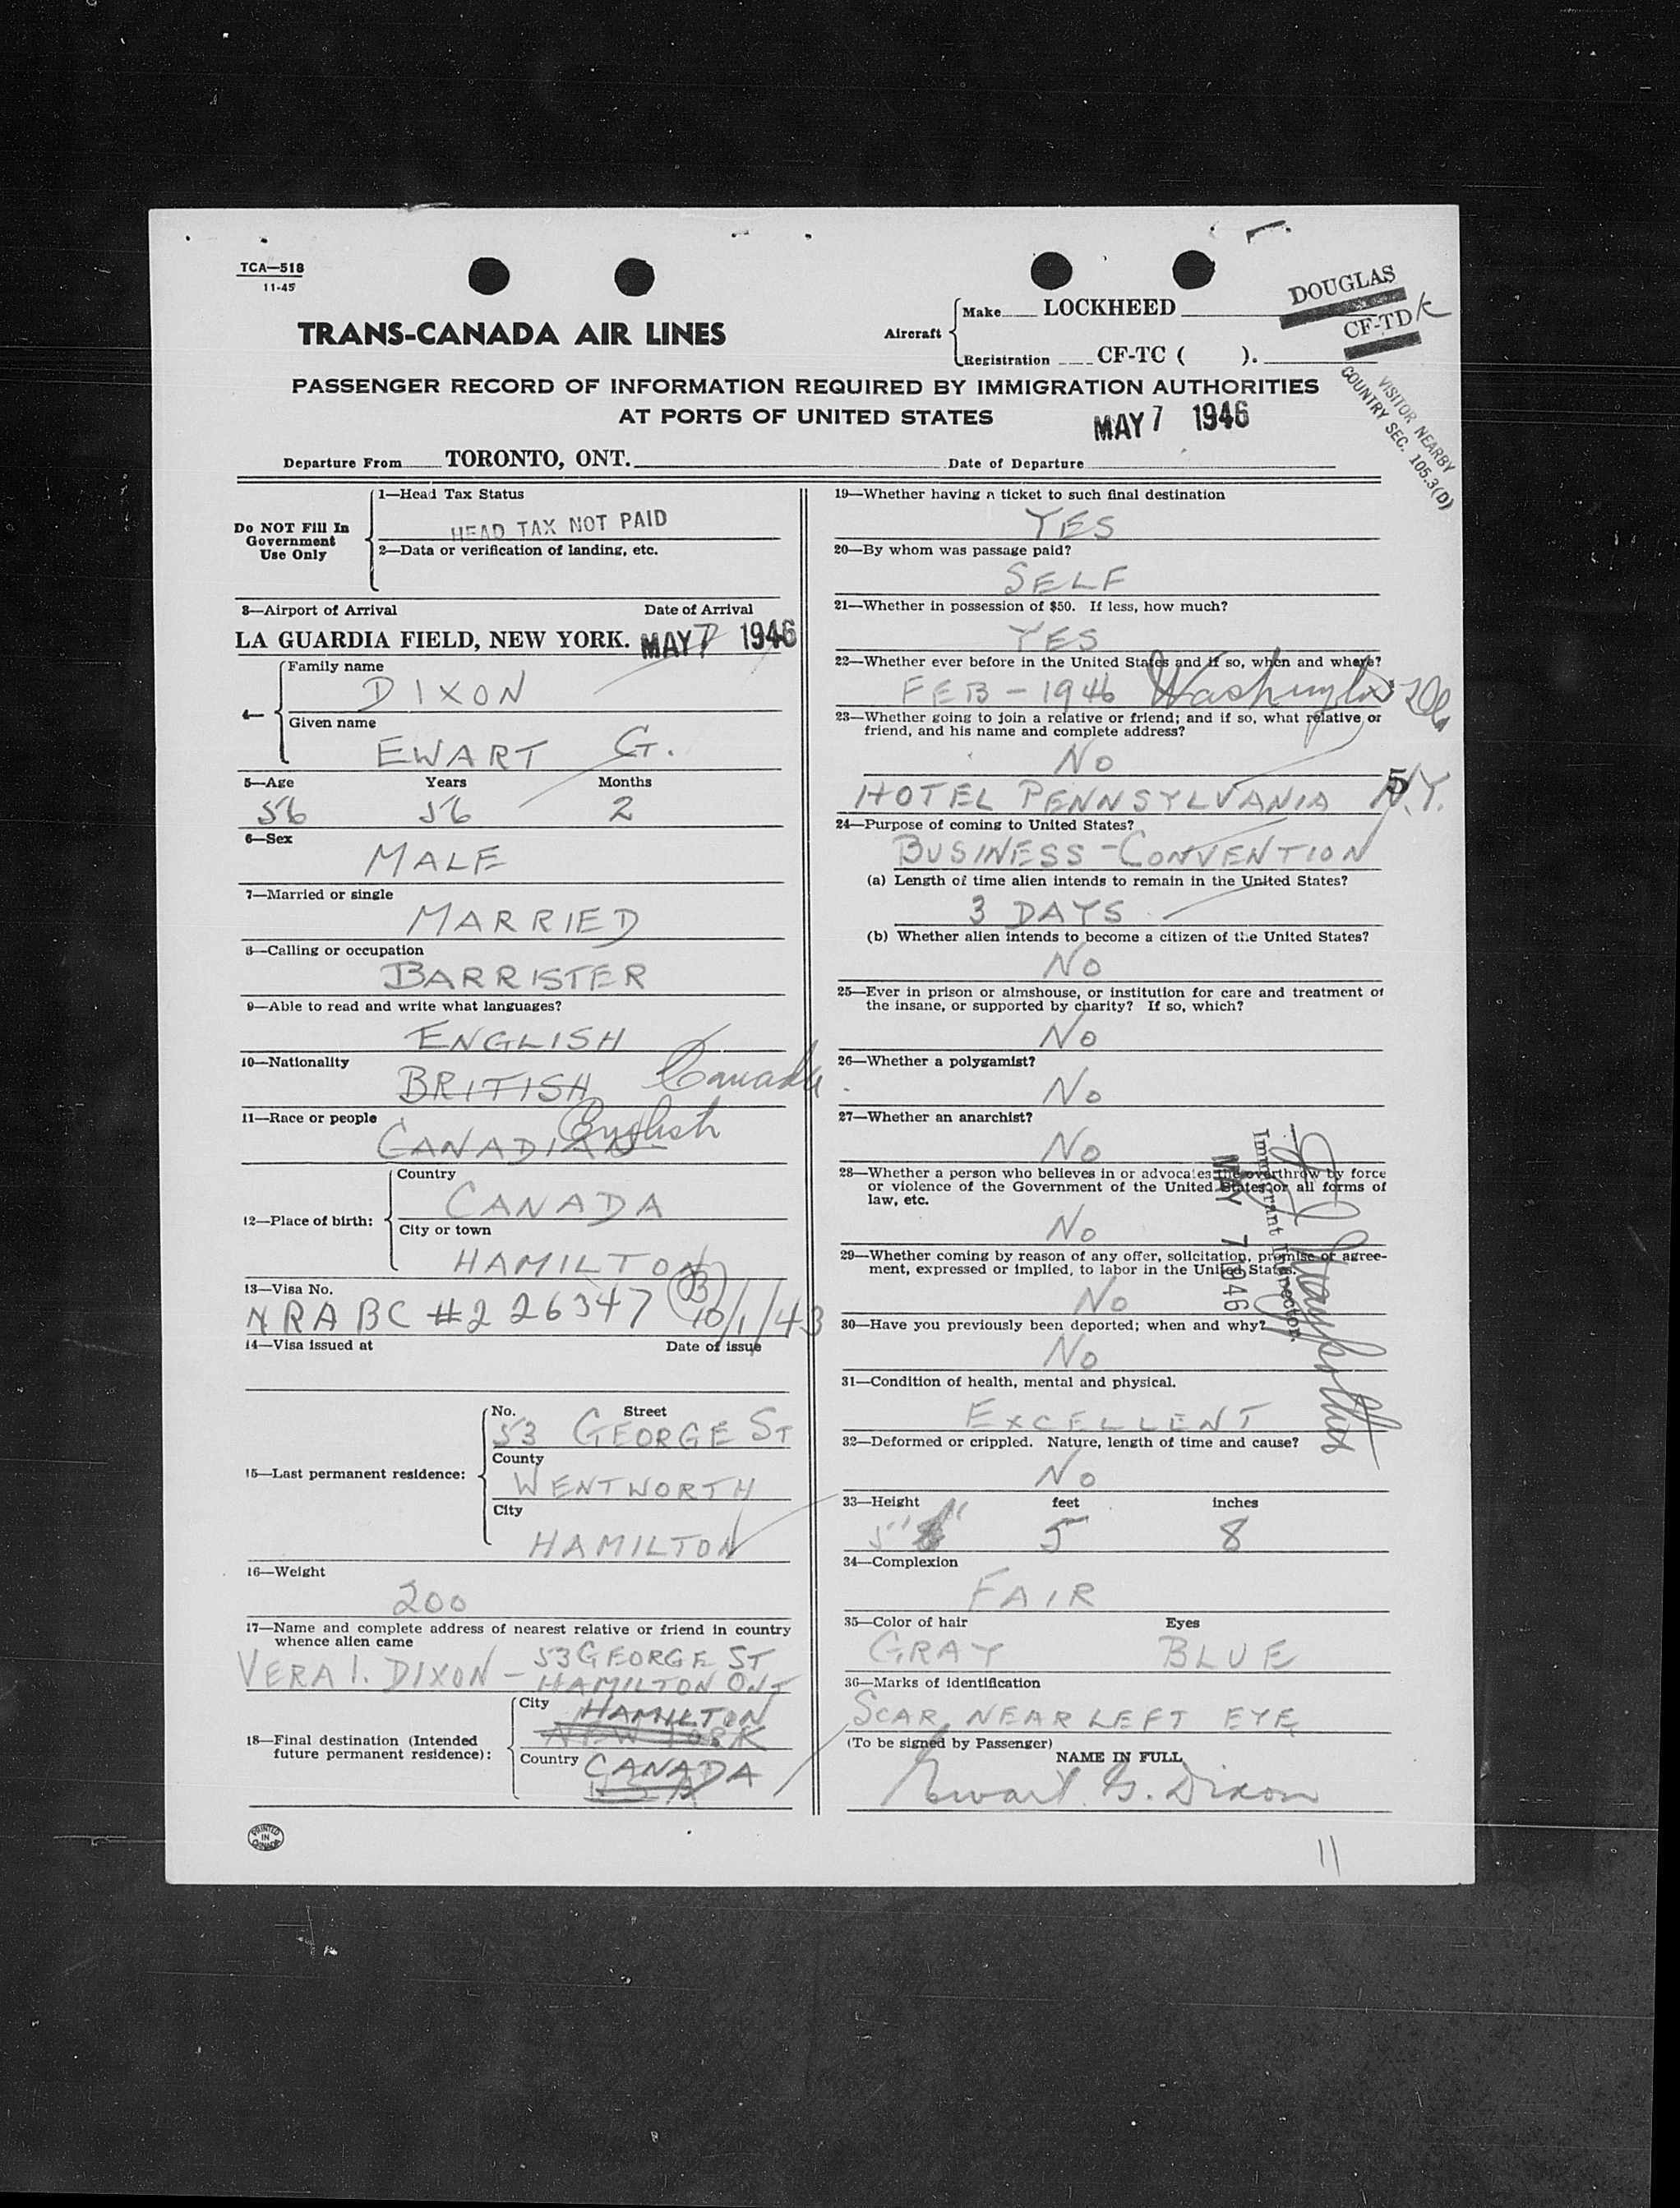 TCA—518
11-45
TRANS-CANADA AIR LINES
Aircraft
Make LOCKHEED
Registration CF-TC ( ).
DOUGLAS
CF-TD K
PASSENGER RECORD OF INFORMATION REQUIRED BY IMMIGRATION AUTHORITIES
AT PORTS OF UNITED STATES
MAY 7 1946
VISITOR NEARBY
COUNTRY SEC. 105.3(D)
Departure From TORONTO, ONT. Date of Departure
Do NOT Fill In
Government
Use Only
1—Head Tax Status
HEAD TAX NOT PAID
2—Data or verification of landing, etc.
3—Airport of Arrival Date of Arrival
LA GUARDIA FIELD, NEW YORK. MAY 7 1946
4—
Family name
DIXON
Given name
EWART G.
5—Age Years Months
56 56 2
6—Sex
MALE
7—Married or single
MARRIED
8—Calling or occupation
BARRISTER
9—Able to read and write what languages?
ENGLISH
10—Nationality
BRITISH Canada
11—Race or people
CANADIAN English
12—Place of birth:
Country
CANADA
City or town
HAMILTON
13—Visa No.
NRABC #226347 (B) 10/1/43
14—Visa issued at Date of issue
15—Last permanent residence:
No. Street
53 GEORGE ST
County
WENTWORTH
City
HAMILTON
16—Weight
200
17—Name and complete address of nearest relative or friend in country
whence alien came
VERA I. DIXON – 53 GEORGE ST
HAMILTON ONT
18—Final destination (Intended
future permanent residence):
City
HAMILTON
NEW YORK
Country
CANADA
USA
PRINTED
IN
CANADA
19—Whether having a ticket to such final destination
YES
20—By whom was passage paid?
SELF
21—Whether in possession of $50. If less, how much?
YES
22—Whether ever before in the United States and if so, when and where?
FEB – 1946 Washington
23—Whether going to join a relative or friend; and if so, what relative or
friend, and his name and complete address?
No
5
HOTEL PENNSYLVANIA N.Y.
24—Purpose of coming to United States?
BUSINESS – CONVENTION
(a) Length of time alien intends to remain in the United States?
3 DAYS
(b) Whether alien intends to become a citizen of the United States?
No
25—Ever in prison or almshouse, or institution for care and treatment of
the insane, or supported by charity? If so, which?
No
26—Whether a polygamist?
No
27—Whether an anarchist?
No
28—Whether a person who believes in or advocates the overthrow by force
or violence of the Government of the United States or all forms of
law, etc.
No
MAY 7 1946
Immigrant Inspector.
29—Whether coming by reason of any offer, solicitation, promise or agree-
ment, expressed or implied, to labor in the United States.
No
30—Have you previously been deported; when and why?
No
31—Condition of health, mental and physical.
EXCELLENT
32—Deformed or crippled. Nature, length of time and cause?
No
33—Height feet inches
5 8
34—Complexion
FAIR
35—Color of hair Eyes
GRAY BLUE
36—Marks of identification
SCAR NEAR LEFT EYE
(To be signed by Passenger)
NAME IN FULL
Ewart G. Dixon
11